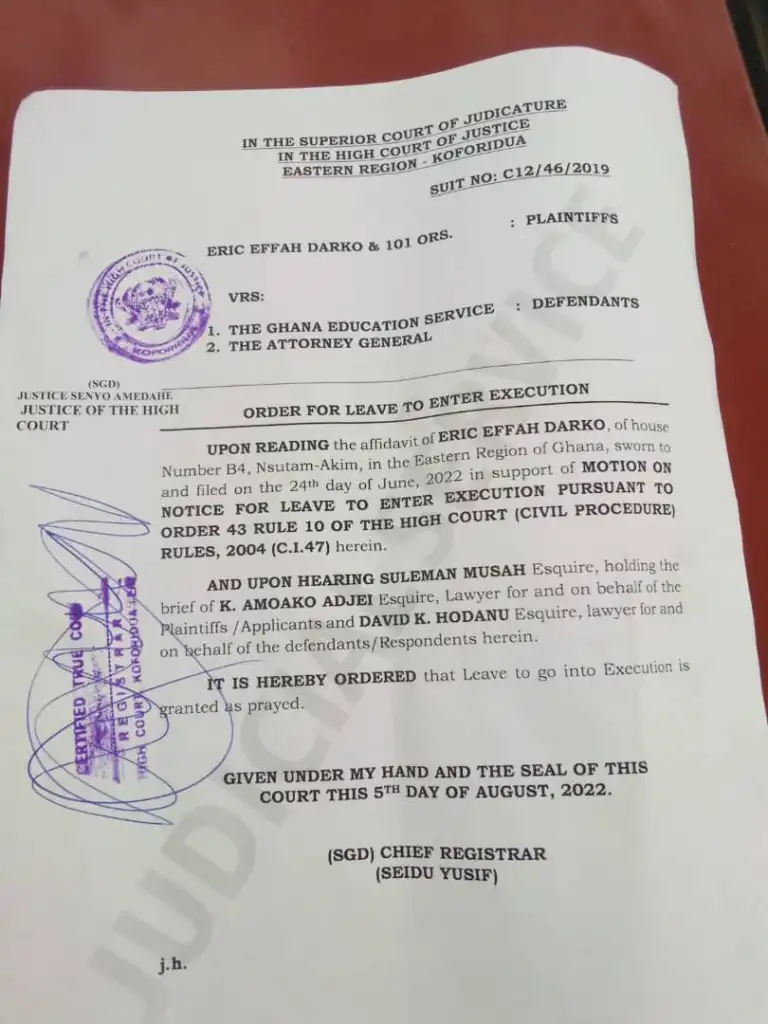 IN THE SUPERIOR COURT OF JUDICATURE
IN THE HIGH COURT OF JUSTICE
EASTERN REGION - KOFORIDUA
SUIT NO: C12/46/2019
ERIC EFFAH DARKO & 101 ORS. : PLAINTIFFS
IN THE HIGH COURT OF JUSTICE
KOFORIDUA
VRS:
1. THE GHANA EDUCATION SERVICE : DEFENDANTS
2. THE ATTORNEY GENERAL
(SGD)
JUSTICE SENYO AMEDAHE
JUSTICE OF THE HIGH
COURT
ORDER FOR LEAVE TO ENTER EXECUTION
UPON READING the affidavit of ERIC EFFAH DARKO, of house
Number B4, Nsutam-Akim, in the Eastern Region of Ghana, sworn to
and filed on the 24th day of June, 2022 in support of MOTION ON
NOTICE FOR LEAVE TO ENTER EXECUTION PURSUANT TO
ORDER 43 RULE 10 OF THE HIGH COURT (CIVIL PROCEDURE)
RULES, 2004 (C.I.47) herein.
AND UPON HEARING SULEMAN MUSAH Esquire, holding the
brief of K. AMOAKO ADJEI Esquire, Lawyer for and on behalf of the
Plaintiffs /Applicants and DAVID K. HODANU Esquire, lawyer for and
on behalf of the defendants/Respondents herein.
IT IS HEREBY ORDERED that Leave to go into Execution is
granted as prayed.
CERTIFIED TRUE COPY
REGISTRAR
HIGH COURT KOFORIDUA
GIVEN UNDER MY HAND AND THE SEAL OF THIS
COURT THIS 5TH DAY OF AUGUST, 2022.
(SGD) CHIEF REGISTRAR
(SEIDU YUSIF)
j.h.
JUDICIAL SERVICE